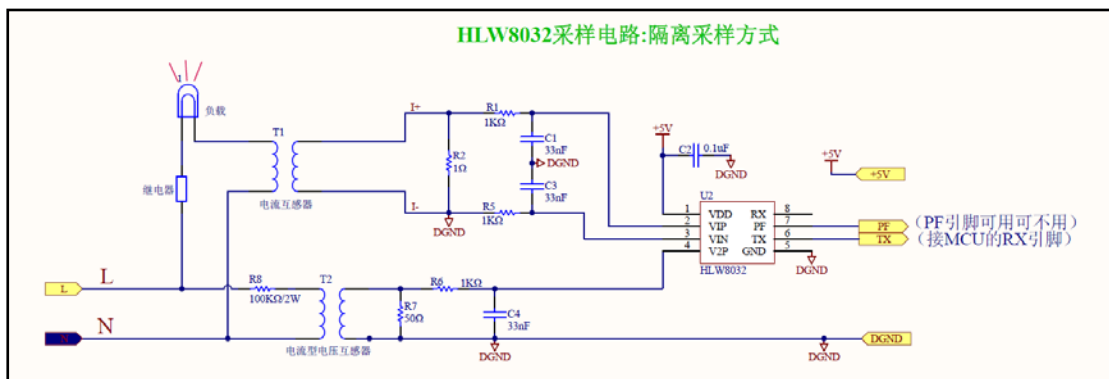 HLW8032采样电路:隔离采样方式
1
负载
T1
电流互感器
继电器
I+
I-
R1
1KΩ
R2
1Ω
R5
1KΩ
DGND
C1
33nF
DGND
C3
33nF
+5V
C2
0.1uF
DGND
+5V
+5V
U2
1 VDD RX 8
2 VIP PF 7
3 VIN TX 6
4 V2P GND 5
HLW8032
DGND
PF (PF引脚可用可不用)
TX (接MCU的RX引脚)
L
L
R8
100KΩ/2W
T2
电流型电压互感器
R7
50Ω
R6
1KΩ
C4
33nF
N
N
DGND
DGND
DGND